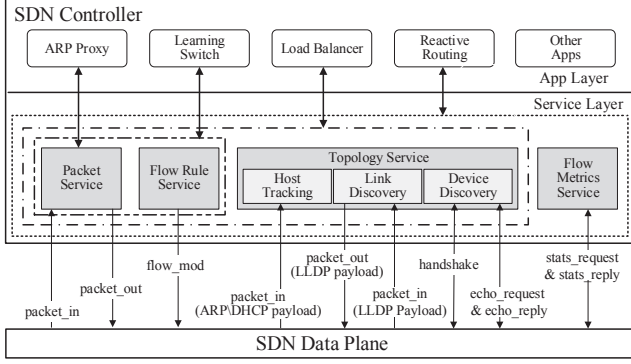 SDN Controller
ARP Proxy
Learning
Switch
Load Balancer
Reactive
Routing
Other
Apps
App Layer
Service Layer
Packet
Service
Flow Rule
Service
Topology Service
Host
Tracking
Link
Discovery
Device
Discovery
Flow
Metrics
Service
packet_in
packet_out
flow_mod
packet_in
(ARP\DHCP payload)
packet_out
(LLDP payload)
packet_in
(LLDP Payload)
handshake
echo_request
& echo_reply
stats_request
& stats_reply
SDN Data Plane